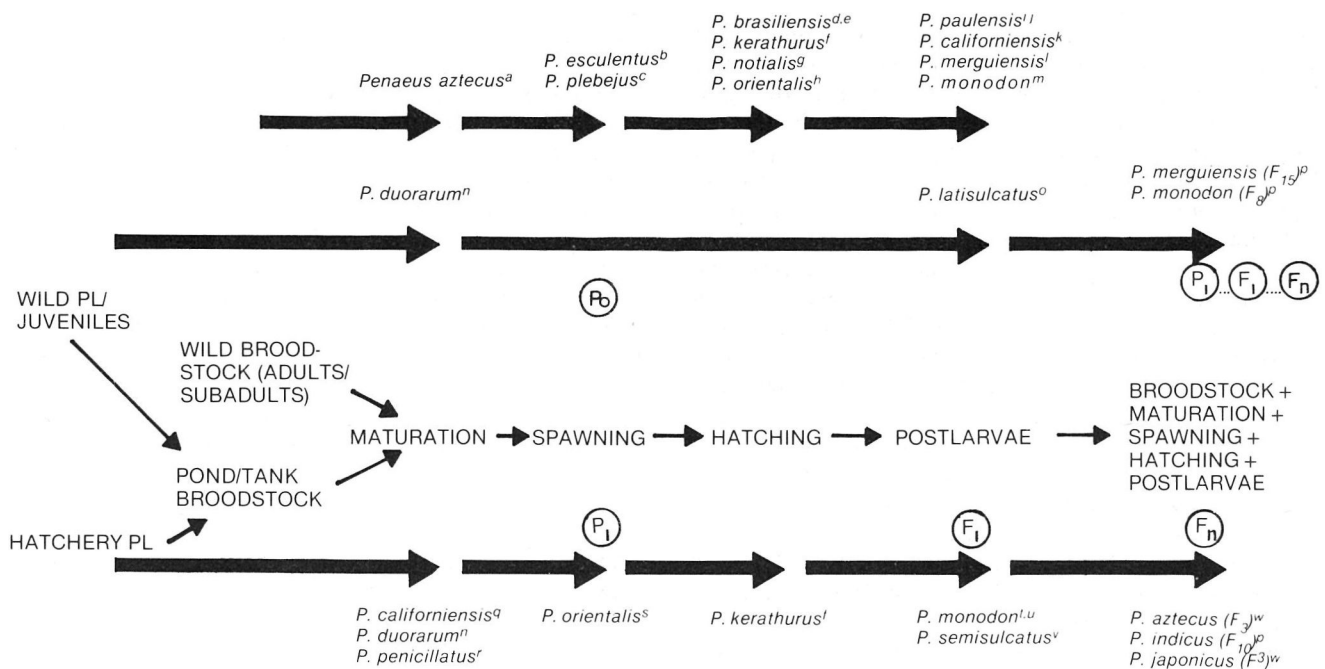 P. brasiliensis d.e
P. kerathurus f
P. notialis g
P. orientalis h
P. paulensis i j
P. californiensis k
P. merguiensis l
P. monodon m
P. esculentus b
P. plebejus c
Penaeus aztecus a
P. duorarum n
P. latisulcatus o
P. merguiensis (F15)p
P. monodon (F8)p
P1...F1...Fn
Po
WILD PL/
JUVENILES
WILD BROOD-
STOCK (ADULTS/
SUBADULTS)
MATURATION
SPAWNING
HATCHING
POSTLARVAE
BROODSTOCK +
MATURATION +
SPAWNING +
HATCHING +
POSTLARVAE
POND/TANK
BROODSTOCK
HATCHERY PL
P1
F1
Fn
P. californiensis q
P. duorarum n
P. penicillatus r
P. orientalis s
P. kerathurus f
P. monodon t.u
P. semisulcatus v
P. aztecus (F3)w
P. indicus (F10)p
P. japonicus (F3)w